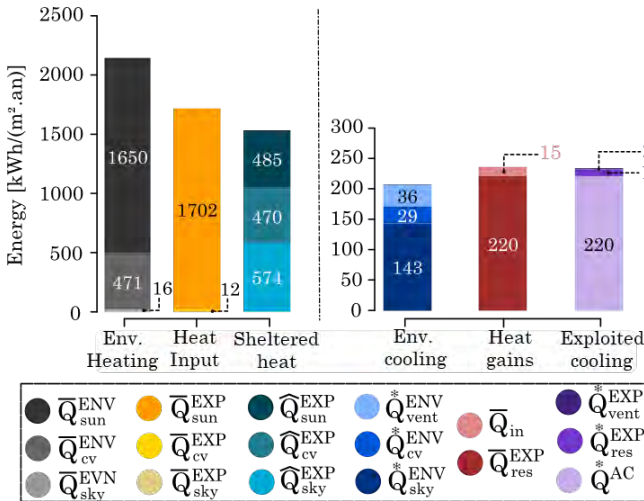 Energy [kWh/(m².an)]
2500
2000
1500
1000
500
0
1650
471
16
1702
12
485
470
574
Env.
Heating
Heat
Input
Sheltered
heat
300
250
200
150
100
50
0
36
29
143
15
220
220
Env.
cooling
Heat
gains
Exploited
cooling
Q̅ ENV sun
Q̅ EXP sun
Q̂ EXP sun
Q* ENV vent
Q̅ in
Q* EXP vent
Q̅ ENV cv
Q̅ EXP cv
Q̂ EXP cv
Q* ENV cv
Q̅ EXP res
Q* EXP res
Q̅ EVN sky
Q̅ EXP sky
Q̂ EXP sky
Q* ENV sky
Q* AC